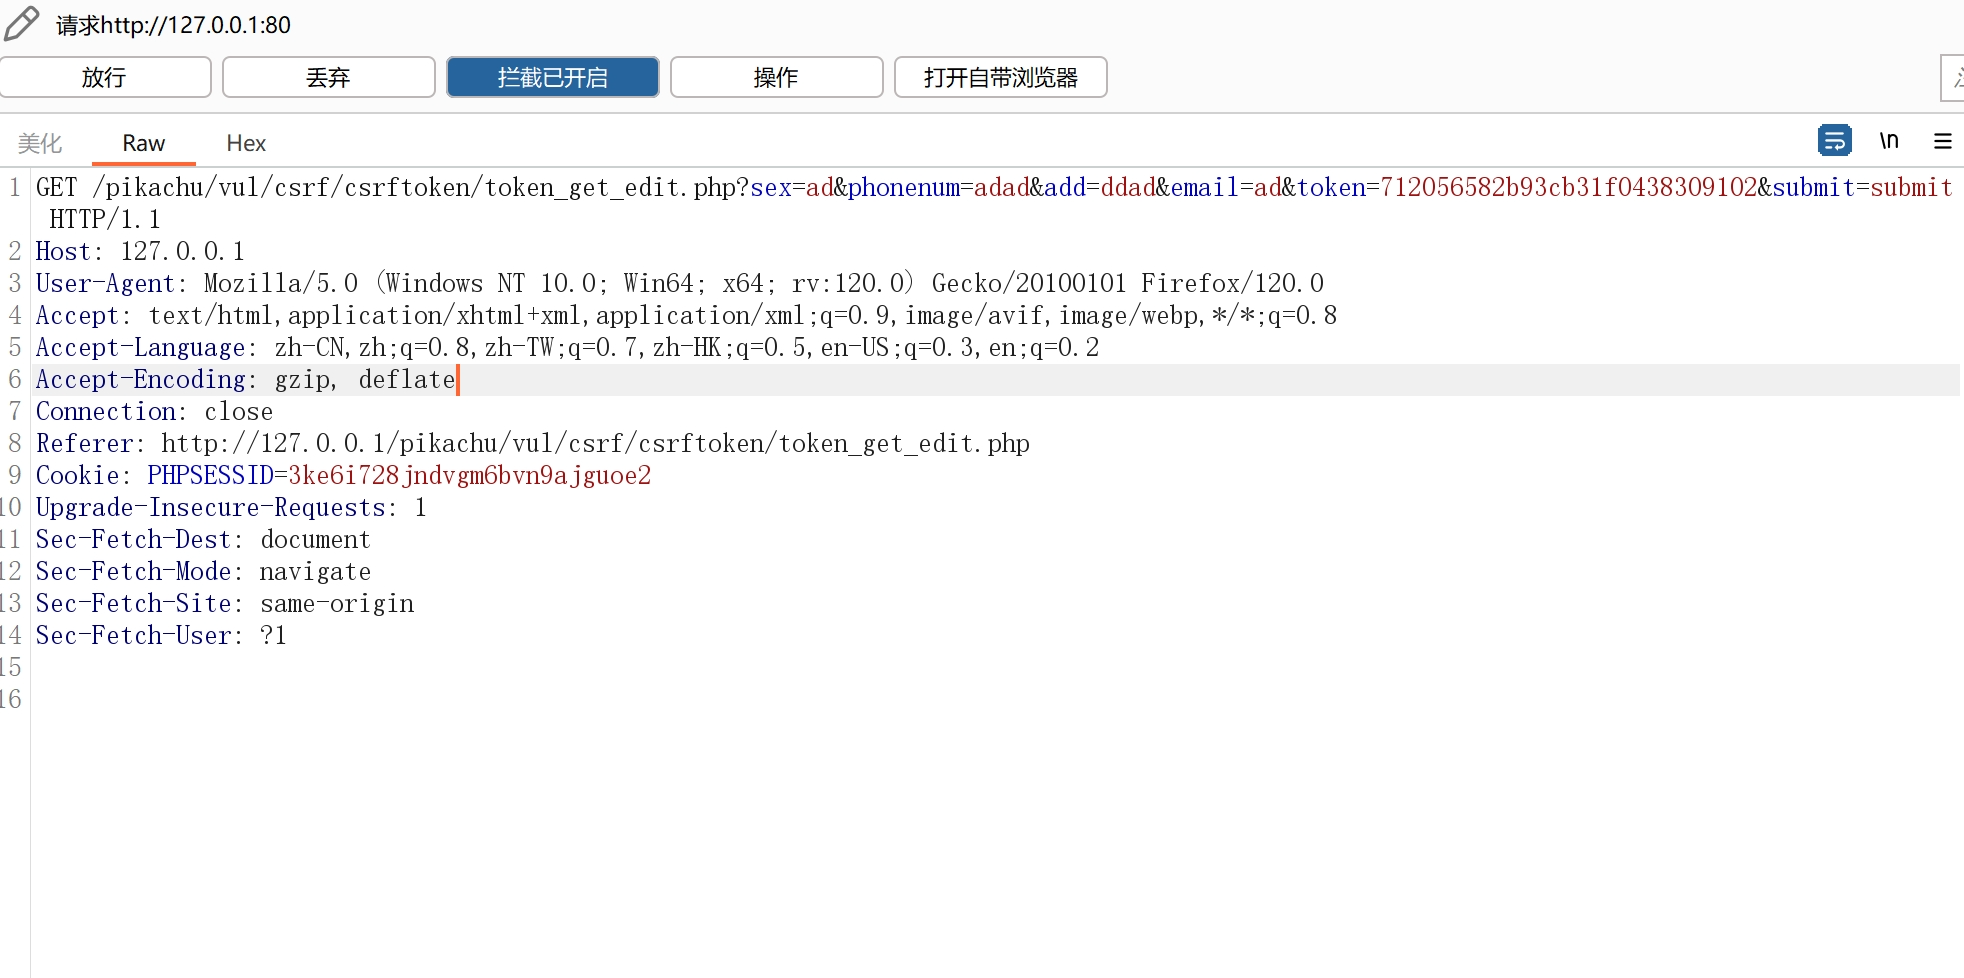 请求http://127.0.0.1:80
放行 丢弃 拦截已开启 操作 打开自带浏览器
美化 Raw Hex \n
1 GET /pikachu/vul/csrf/csrftoken/token_get_edit.php?sex=ad&phonenum=adad&add=ddad&email=ad&token=712056582b93cb31f0438309102&submit=submit
HTTP/1.1
2 Host: 127.0.0.1
3 User-Agent: Mozilla/5.0 (Windows NT 10.0; Win64; x64; rv:120.0) Gecko/20100101 Firefox/120.0
4 Accept: text/html,application/xhtml+xml,application/xml;q=0.9,image/avif,image/webp,*/*;q=0.8
5 Accept-Language: zh-CN,zh;q=0.8,zh-TW;q=0.7,zh-HK;q=0.5,en-US;q=0.3,en;q=0.2
6 Accept-Encoding: gzip, deflate
7 Connection: close
8 Referer: http://127.0.0.1/pikachu/vul/csrf/csrftoken/token_get_edit.php
9 Cookie: PHPSESSID=3ke6i728jndvgm6bvn9ajguoe2
10 Upgrade-Insecure-Requests: 1
11 Sec-Fetch-Dest: document
12 Sec-Fetch-Mode: navigate
13 Sec-Fetch-Site: same-origin
14 Sec-Fetch-User: ?1
15
16